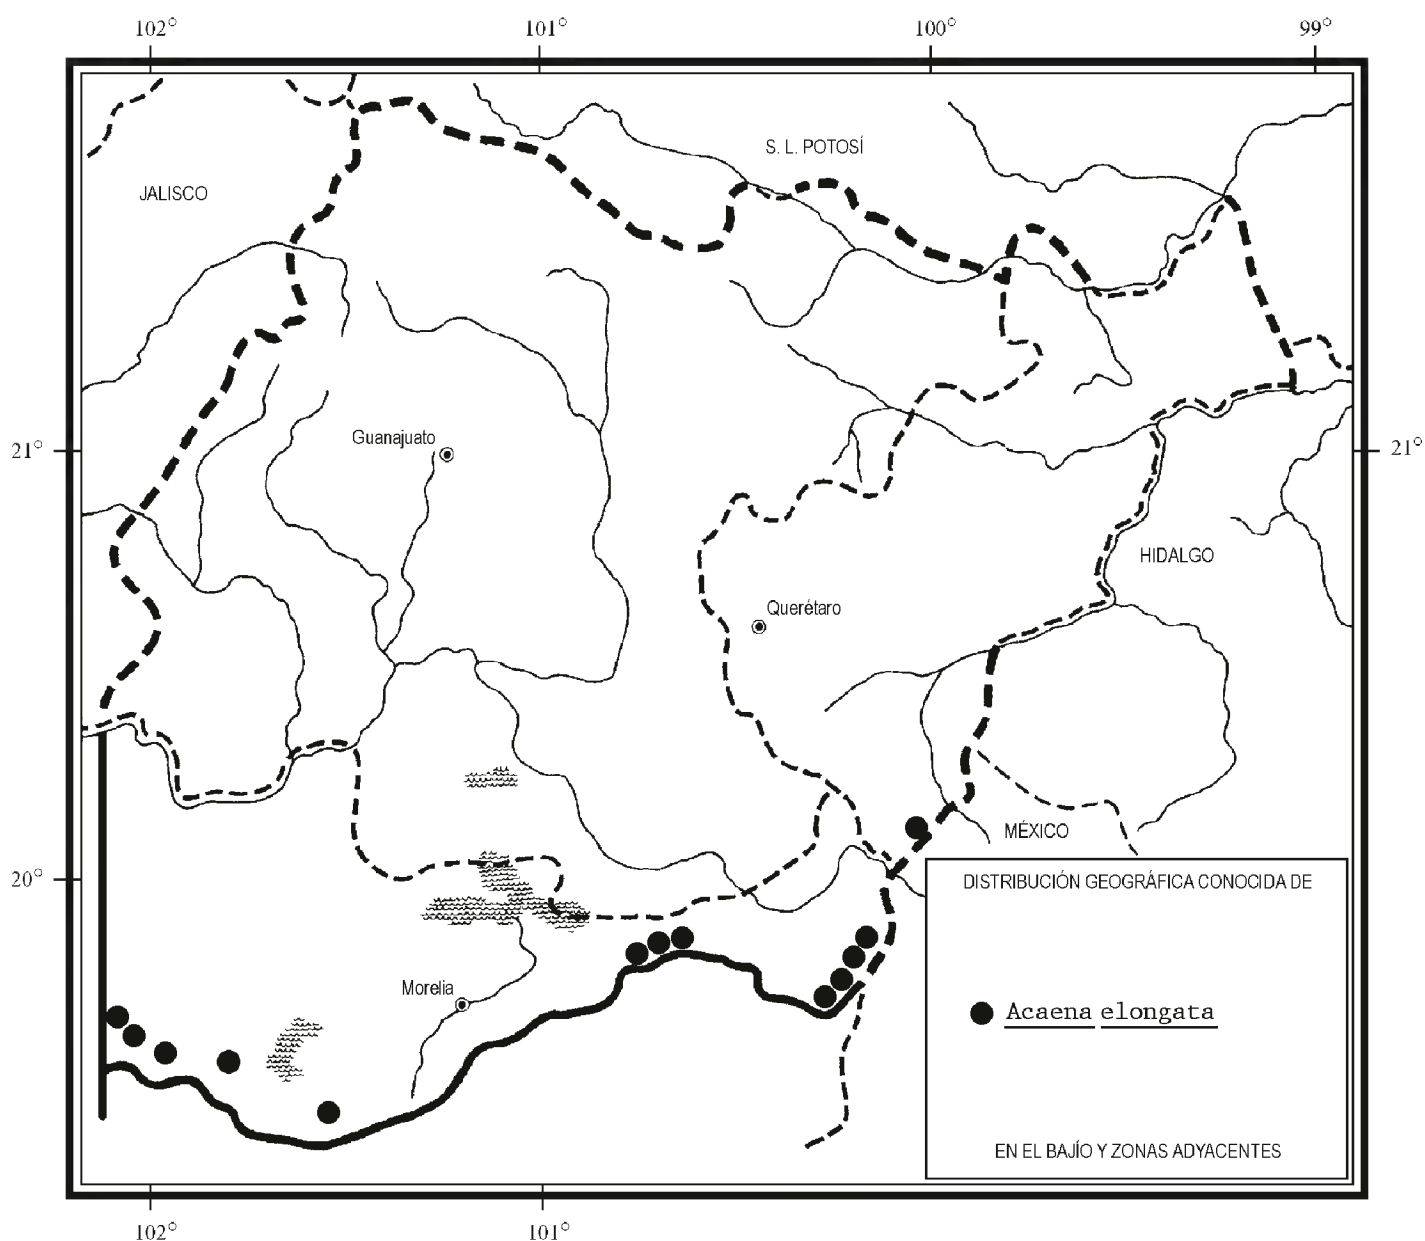 102° 101° 100° 99°
S. L. POTOSÍ
JALISCO
Guanajuato
21° 21°
HIDALGO
Querétaro
MÉXICO
20°
DISTRIBUCIÓN GEOGRÁFICA CONOCIDA DE
Morelia
Acaena elongata
EN EL BAJÍO Y ZONAS ADYACENTES
102° 101°